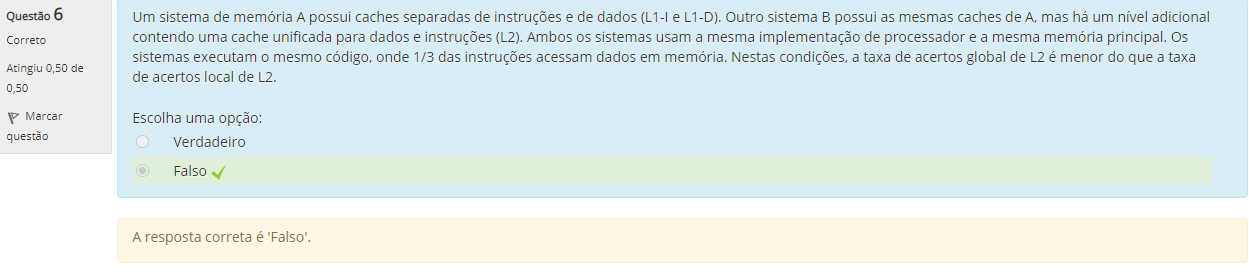 Questão 6
Correto
Atingiu 0,50 de
0,50
Marcar
questão
Um sistema de memória A possui caches separadas de instruções e de dados (L1-I e L1-D). Outro sistema B possui as mesmas caches de A, mas há um nível adicional
contendo uma cache unificada para dados e instruções (L2). Ambos os sistemas usam a mesma implementação de processador e a mesma memória principal. Os
sistemas executam o mesmo código, onde 1/3 das instruções acessam dados em memória. Nestas condições, a taxa de acertos global de L2 é menor do que a taxa
de acertos local de L2.
Escolha uma opção:
Verdadeiro
Falso
A resposta correta é 'Falso'.